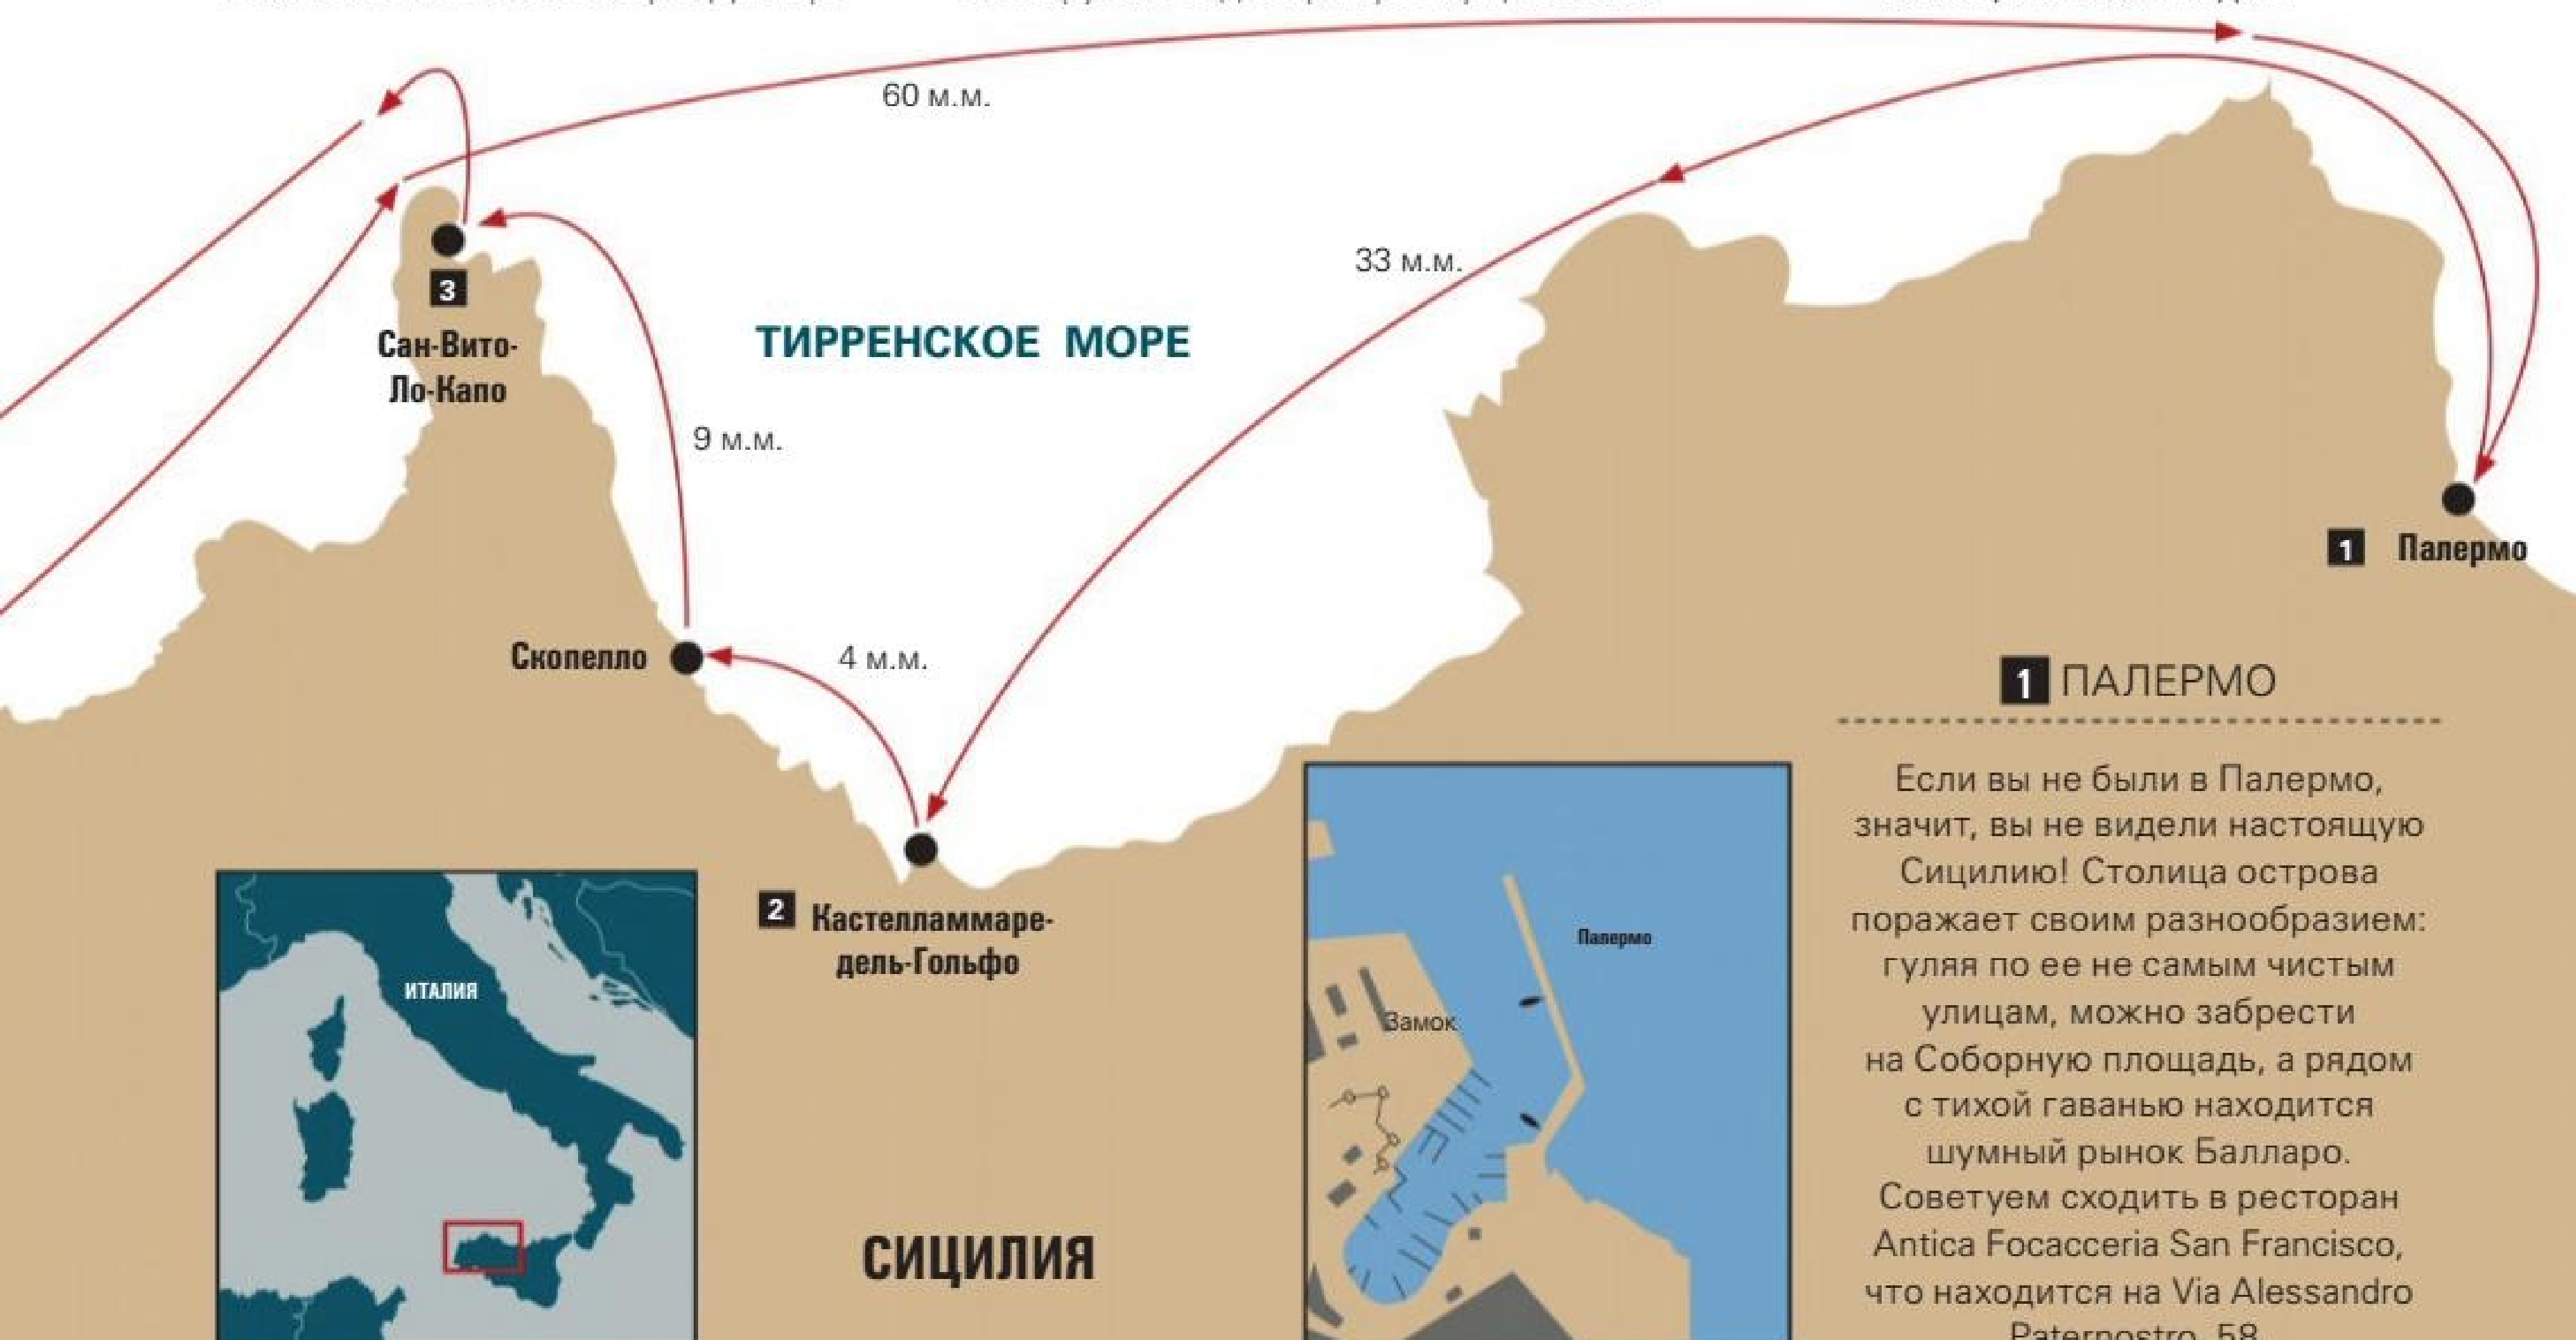 60 м.м.
33 м.м.
3
Сан-Вито-
Ло-Капо
ТИРРЕНСКОЕ МОРЕ
9 м.м.
1 Палермо
Скопелло
4 м.м.
2 Кастелламмаре-
дель-Гольфо
ИТАЛИЯ
СИЦИЛИЯ
Палермо
Замок
1 ПАЛЕРМО
Если вы не были в Палермо,
значит, вы не видели настоящую
Сицилию! Столица острова
поражает своим разнообразием:
гуляя по ее не самым чистым
улицам, можно забрести
на Соборную площадь, а рядом
с тихой гаванью находится
шумный рынок Балларо.
Советуем сходить в ресторан
Antica Focacceria San Francisco,
что находится на Via Alessandro
Paternostro, 58